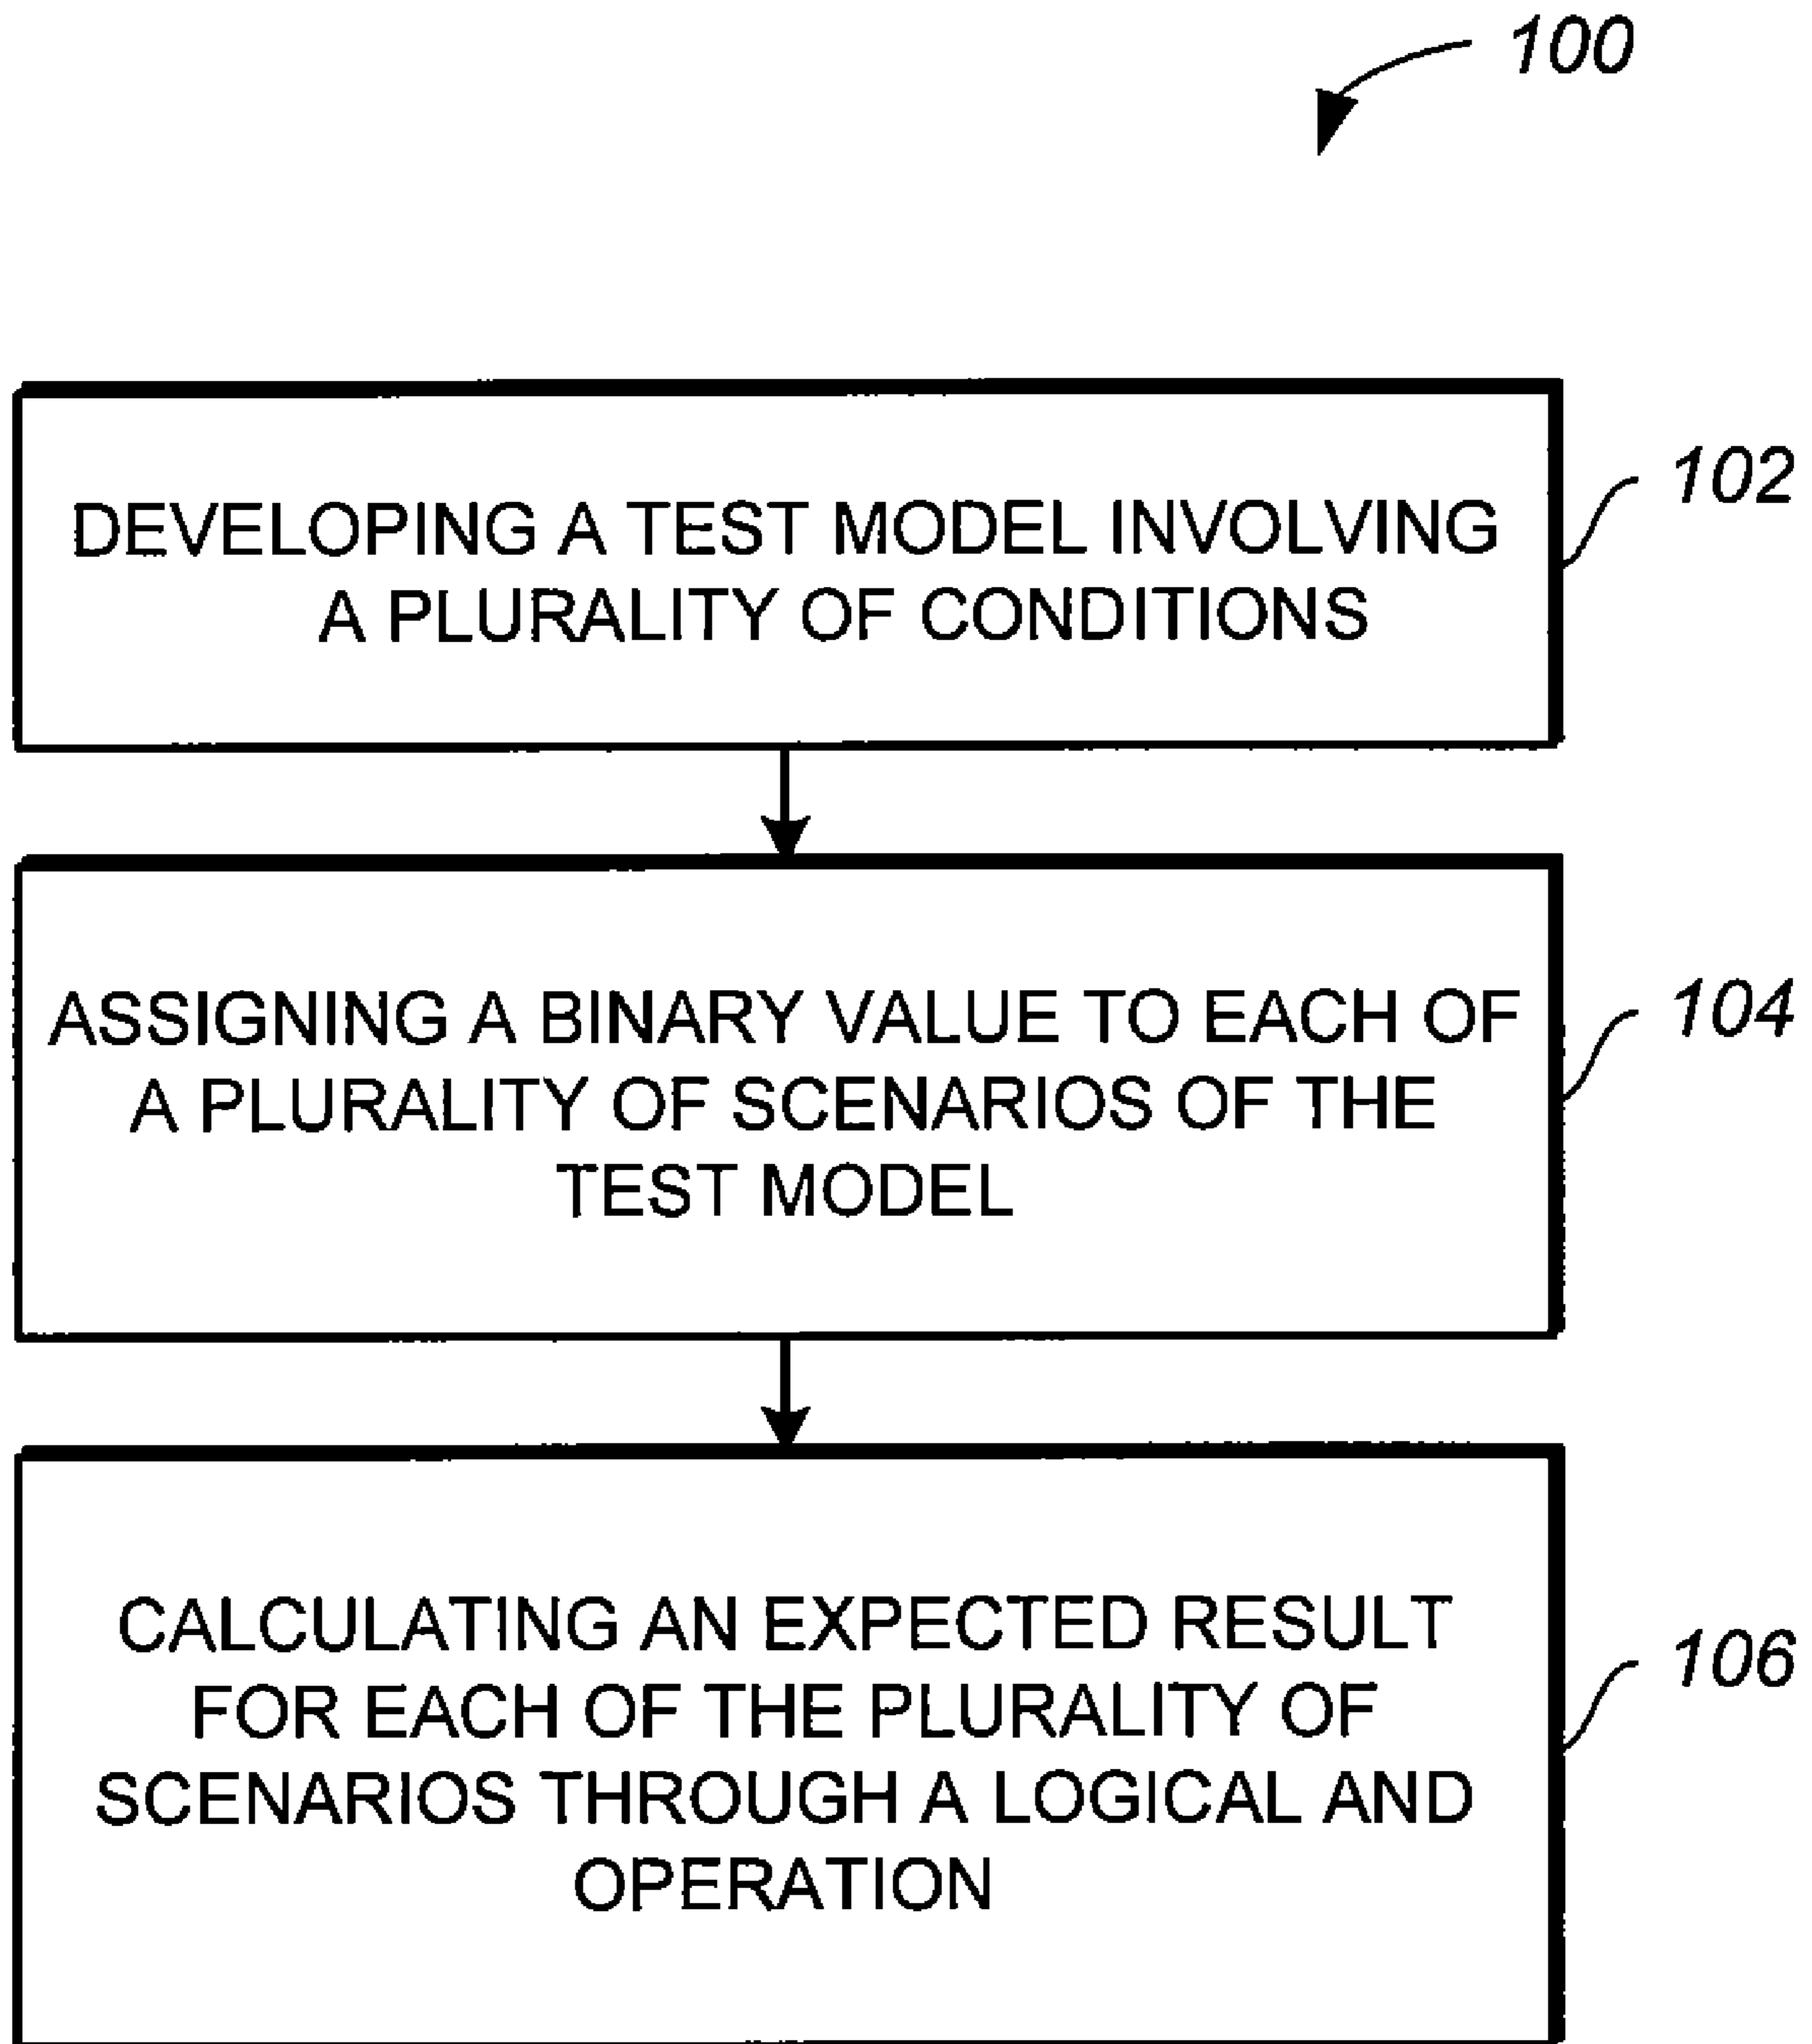 100
DEVELOPING A TEST MODEL INVOLVING
A PLURALITY OF CONDITIONS
102
ASSIGNING A BINARY VALUE TO EACH OF
A PLURALITY OF SCENARIOS OF THE
TEST MODEL
104
CALCULATING AN EXPECTED RESULT
FOR EACH OF THE PLURALITY OF
SCENARIOS THROUGH A LOGICAL AND
OPERATION
106